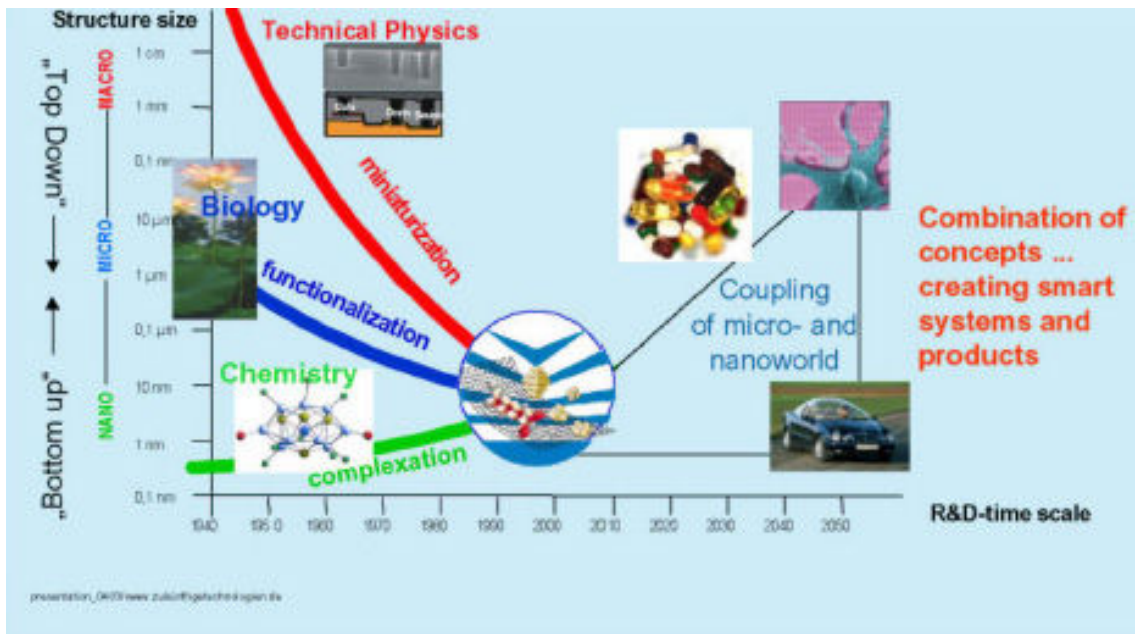 Structure size
Technical Physics
1 cm
1 mm
0,1 mm
10 µm
1 µm
0,1 µm
10 nm
1 nm
0,1 nm
„Top Down"
„Bottom up"
MACRO
MICRO
NANO
Biology
miniaturization
functionalization
Chemistry
complexation
Coupling
of micro- and
nanoworld
Combination of
concepts ...
creating smart
systems and
products
1940 1950 1960 1970 1980 1990 2000 2010 2020 2030 2040 2050
R&D-time scale